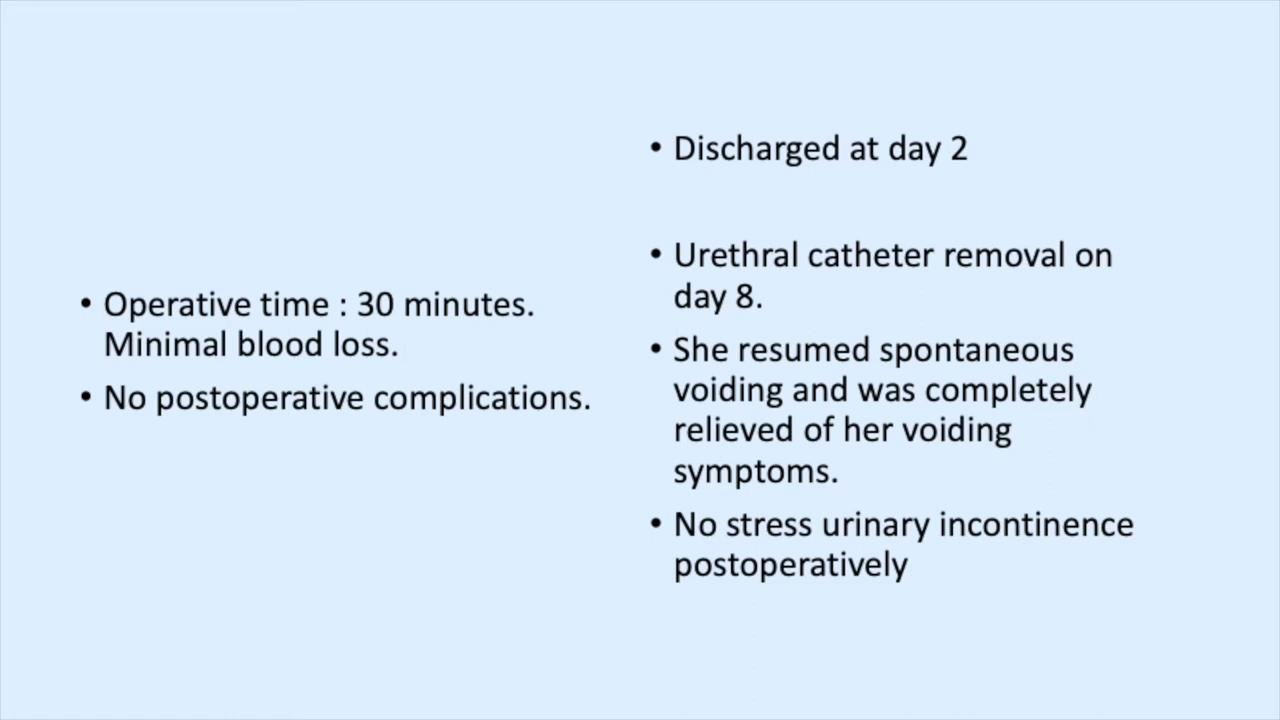 • Operative time : 30 minutes.
Minimal blood loss.
• No postoperative complications.
• Discharged at day 2
• Urethral catheter removal on
day 8.
• She resumed spontaneous
voiding and was completely
relieved of her voiding
symptoms.
• No stress urinary incontinence
postoperatively